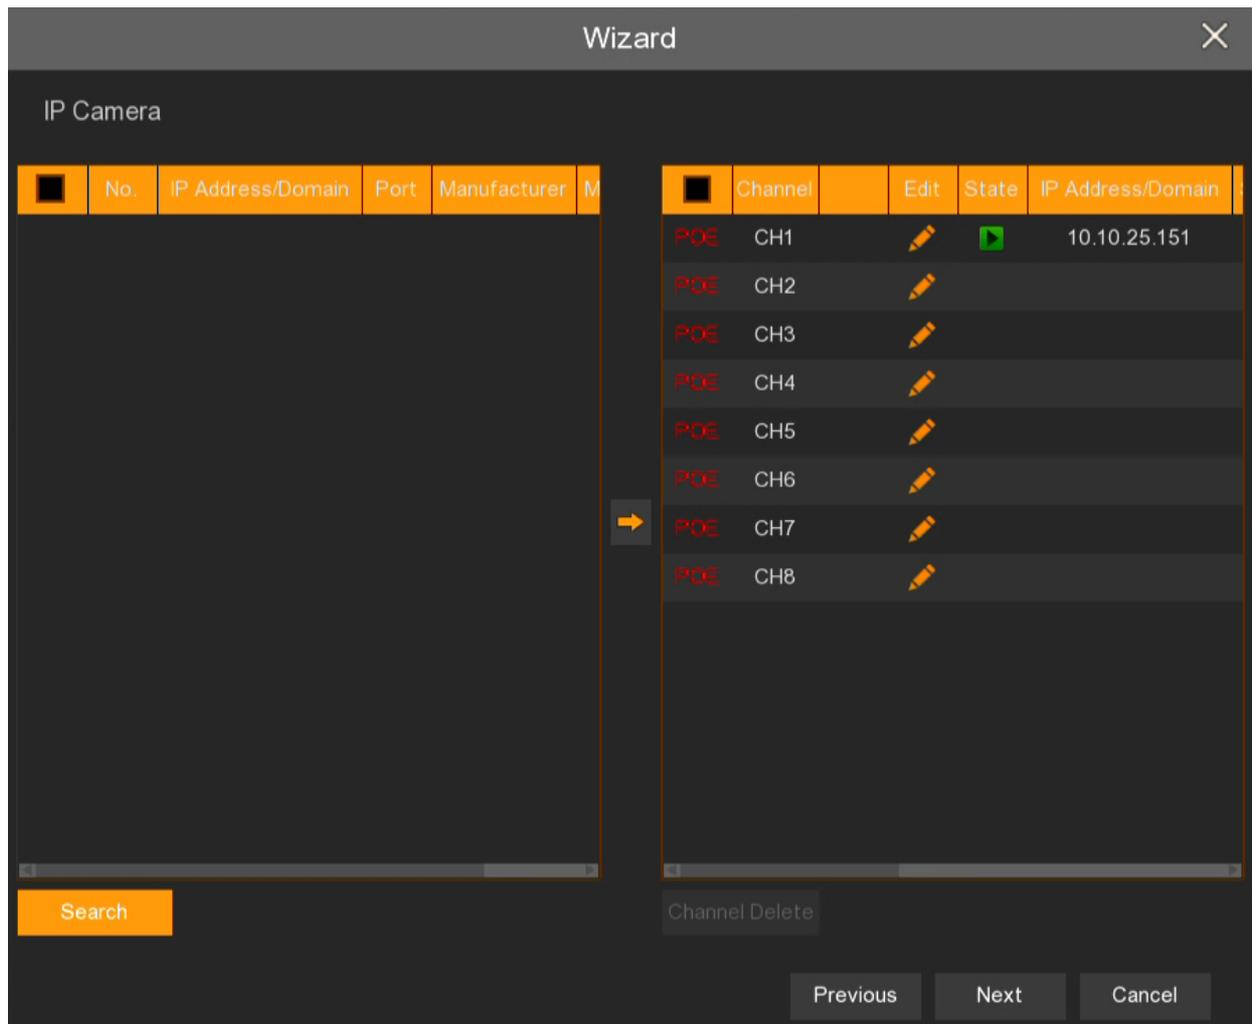 Wizard
IP Camera
No. IP Address/Domain Port Manufacturer M
Channel Edit State IP Address/Domain
POE CH1 10.10.25.151
POE CH2
POE CH3
POE CH4
POE CH5
POE CH6
POE CH7
POE CH8
Search
Channel Delete
Previous Next Cancel